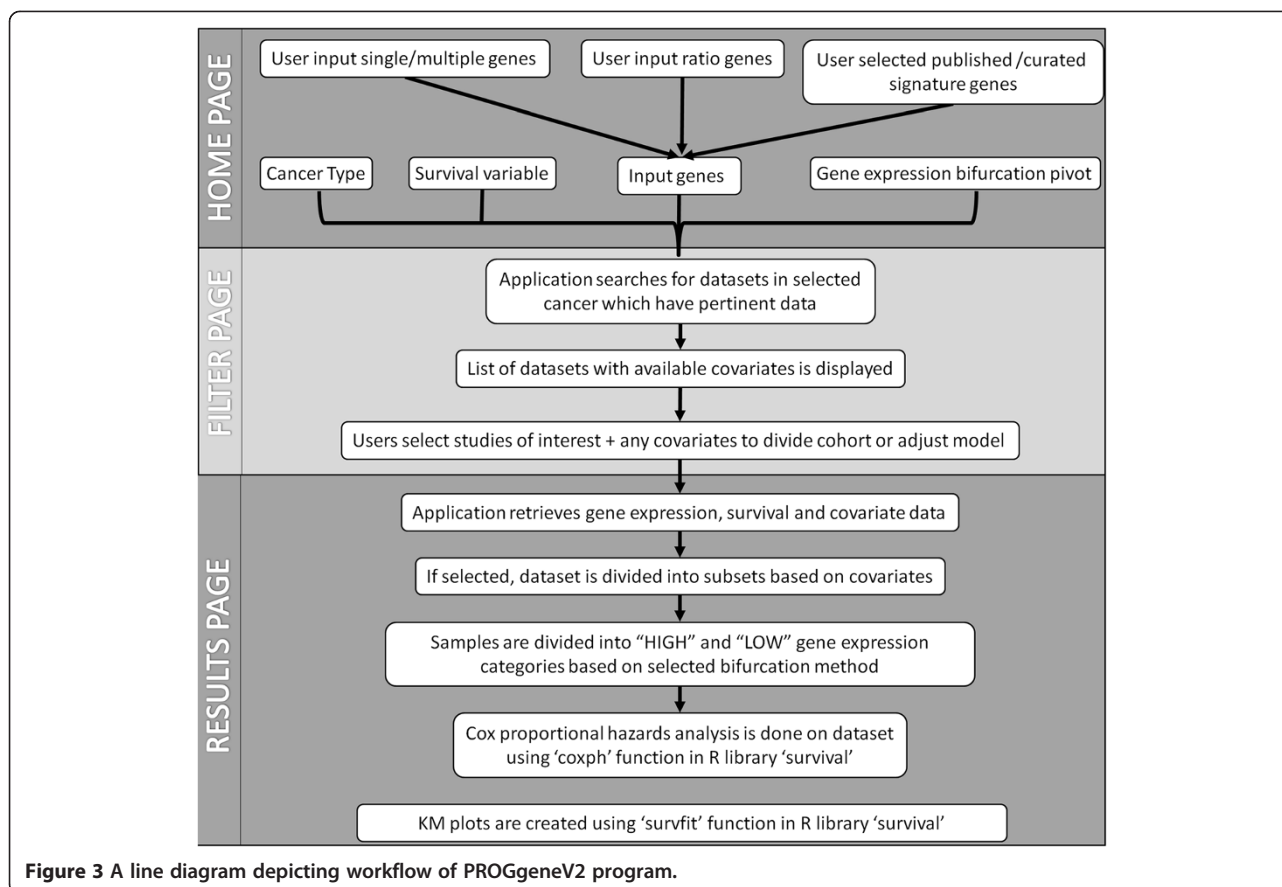 HOME PAGE
User input single/multiple genes
User input ratio genes
User selected published /curated
signature genes
Cancer Type
Survival variable
Input genes
Gene expression bifurcation pivot
FILTER PAGE
Application searches for datasets in selected
cancer which have pertinent data
List of datasets with available covariates is displayed
Users select studies of interest + any covariates to divide cohort or adjust model
RESULTS PAGE
Application retrieves gene expression, survival and covariate data
If selected, dataset is divided into subsets based on covariates
Samples are divided into “HIGH” and “LOW” gene expression
categories based on selected bifurcation method
Cox proportional hazards analysis is done on dataset
using ‘coxph’ function in R library ‘survival’
KM plots are created using ‘survfit’ function in R library ‘survival’
Figure 3 A line diagram depicting workflow of PROGgeneV2 program.